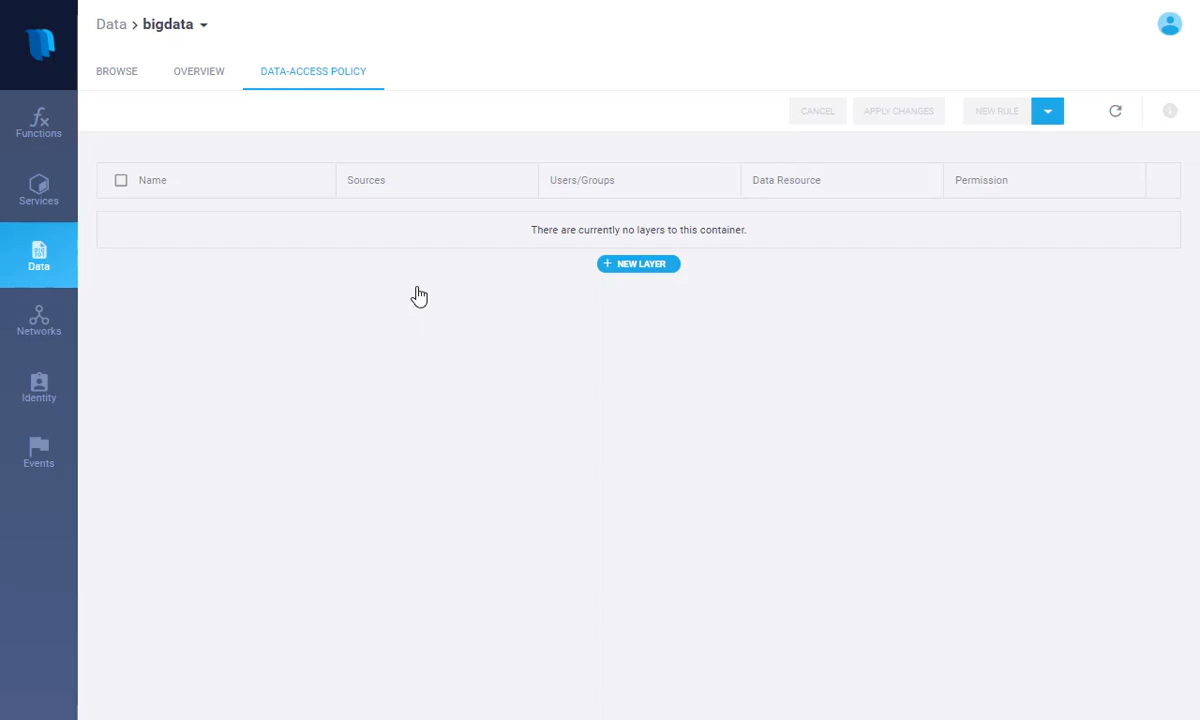 Data > bigdata
BROWSE OVERVIEW DATA-ACCESS POLICY
CANCEL APPLY CHANGES NEW RULE
Functions
Services
Data
Networks
Identity
Events
Name Sources Users/Groups Data Resource Permission
There are currently no layers to this container.
+ NEW LAYER